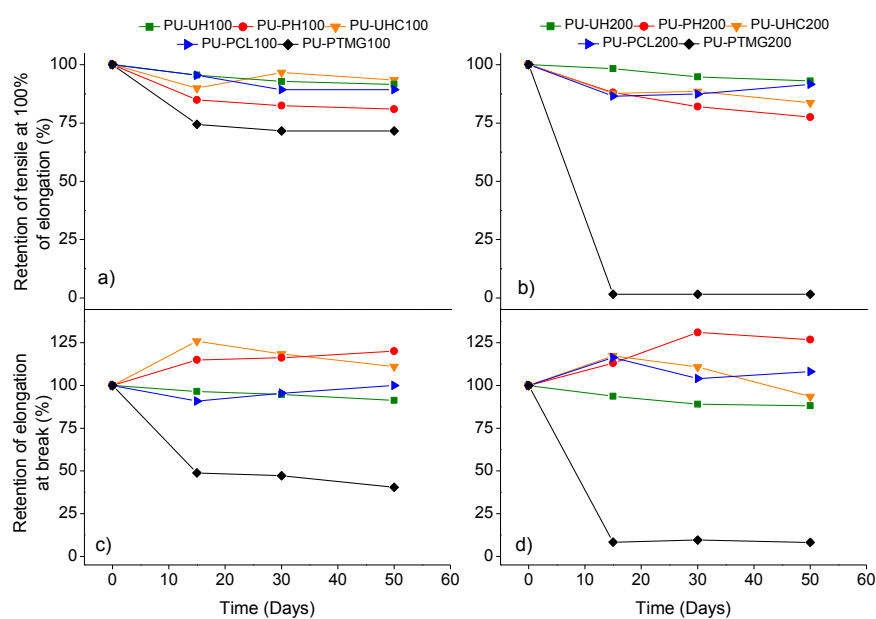 PU-UH100 PU-PH100 PU-UHC100
PU-PCL100 PU-PTMG100
PU-UH200 PU-PH200 PU-UHC200
PU-PCL200 PU-PTMG200
Retention of tensile at 100%
of elongation (%)
100
75
50
25
0
a)
100
75
50
25
0
b)
Retention of elongation
at break (%)
125
100
75
50
25
0
c)
125
100
75
50
25
0
d)
0 10 20 30 40 50 60
Time (Days)
0 10 20 30 40 50 60
Time (Days)